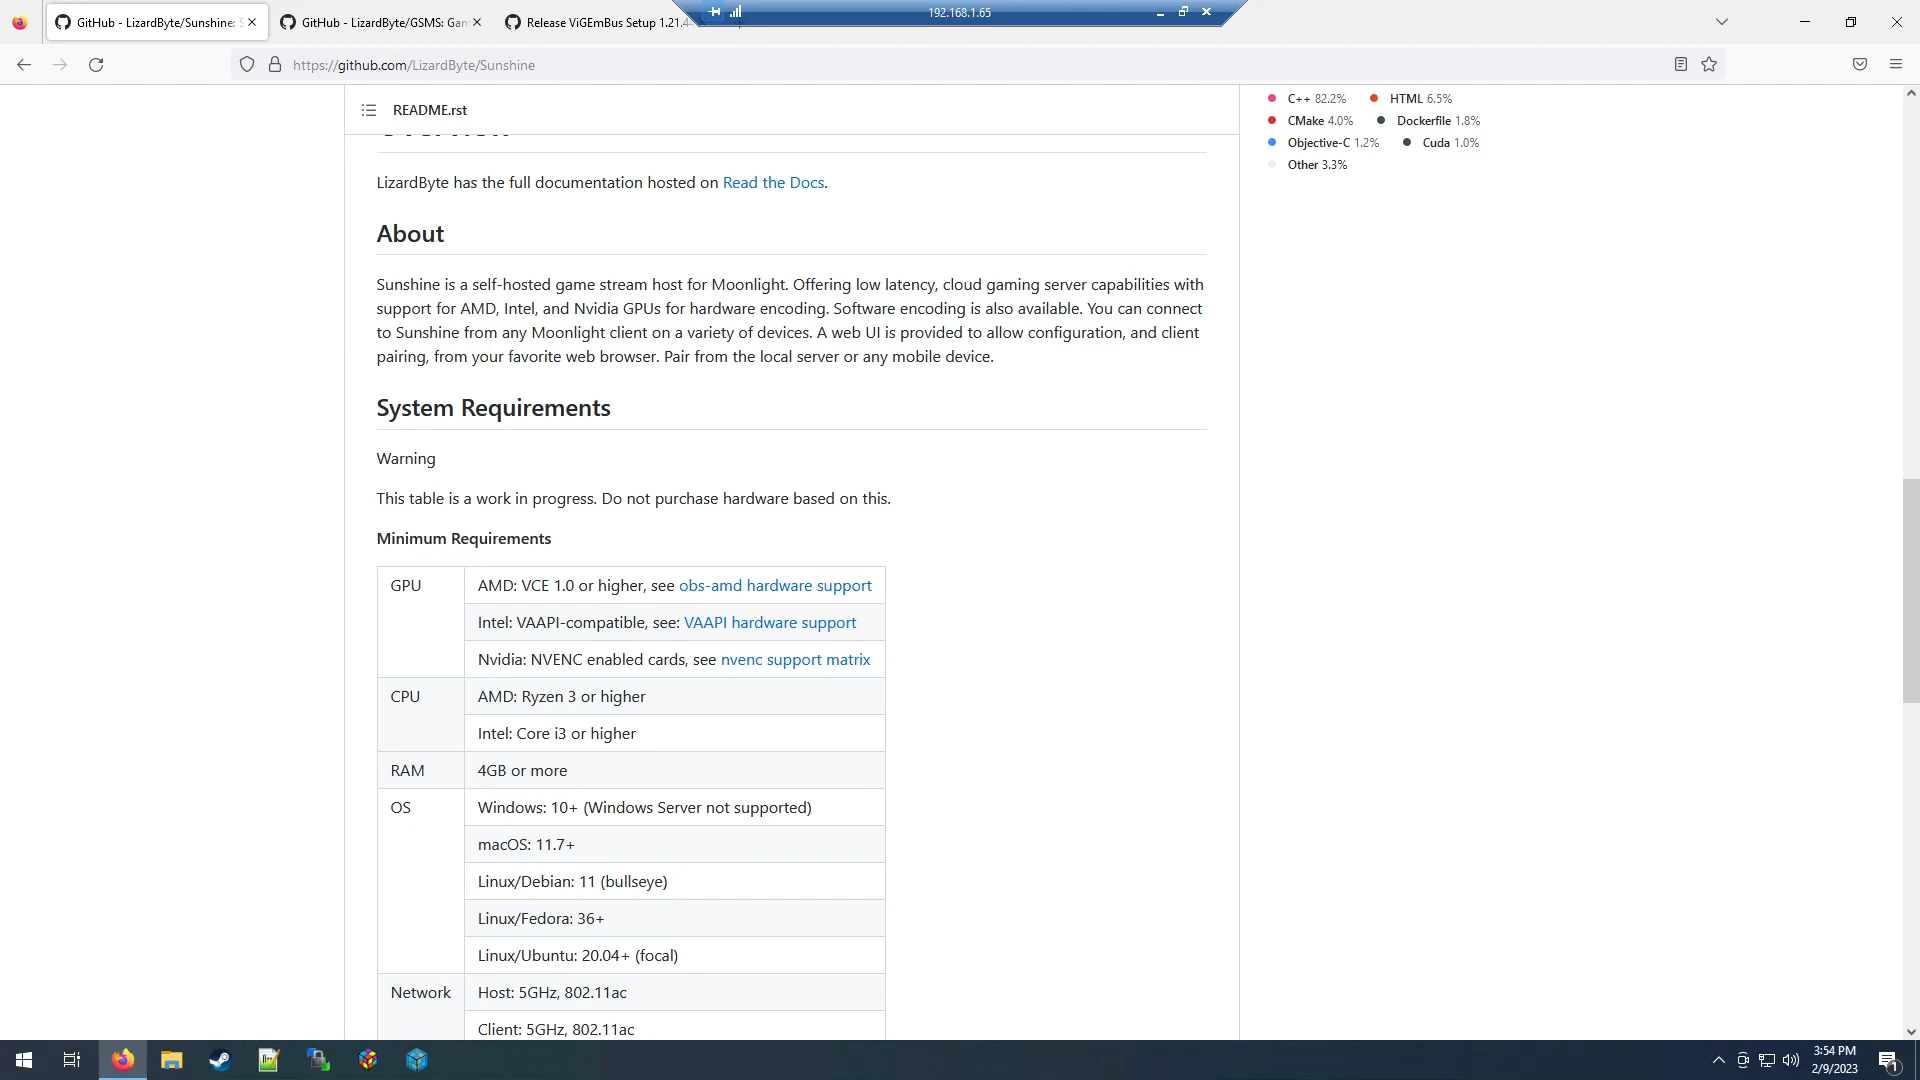 GitHub - LizardByte/Sunshine: S
GitHub - LizardByte/GSMS: Gam
Release ViGEmBus Setup 1.21.4
192.168.1.65
https://github.com/LizardByte/Sunshine
README.rst
C++ 82.2%
HTML 6.5%
CMake 4.0%
Dockerfile 1.8%
Objective-C 1.2%
Cuda 1.0%
Other 3.3%
LizardByte has the full documentation hosted on Read the Docs.
About
Sunshine is a self-hosted game stream host for Moonlight. Offering low latency, cloud gaming server capabilities with
support for AMD, Intel, and Nvidia GPUs for hardware encoding. Software encoding is also available. You can connect
to Sunshine from any Moonlight client on a variety of devices. A web UI is provided to allow configuration, and client
pairing, from your favorite web browser. Pair from the local server or any mobile device.
System Requirements
Warning
This table is a work in progress. Do not purchase hardware based on this.
Minimum Requirements
GPU
AMD: VCE 1.0 or higher, see obs-amd hardware support
Intel: VAAPI-compatible, see: VAAPI hardware support
Nvidia: NVENC enabled cards, see nvenc support matrix
CPU
AMD: Ryzen 3 or higher
Intel: Core i3 or higher
RAM
4GB or more
OS
Windows: 10+ (Windows Server not supported)
macOS: 11.7+
Linux/Debian: 11 (bullseye)
Linux/Fedora: 36+
Linux/Ubuntu: 20.04+ (focal)
Network
Host: 5GHz, 802.11ac
Client: 5GHz, 802.11ac
3:54 PM
2/9/2023
1